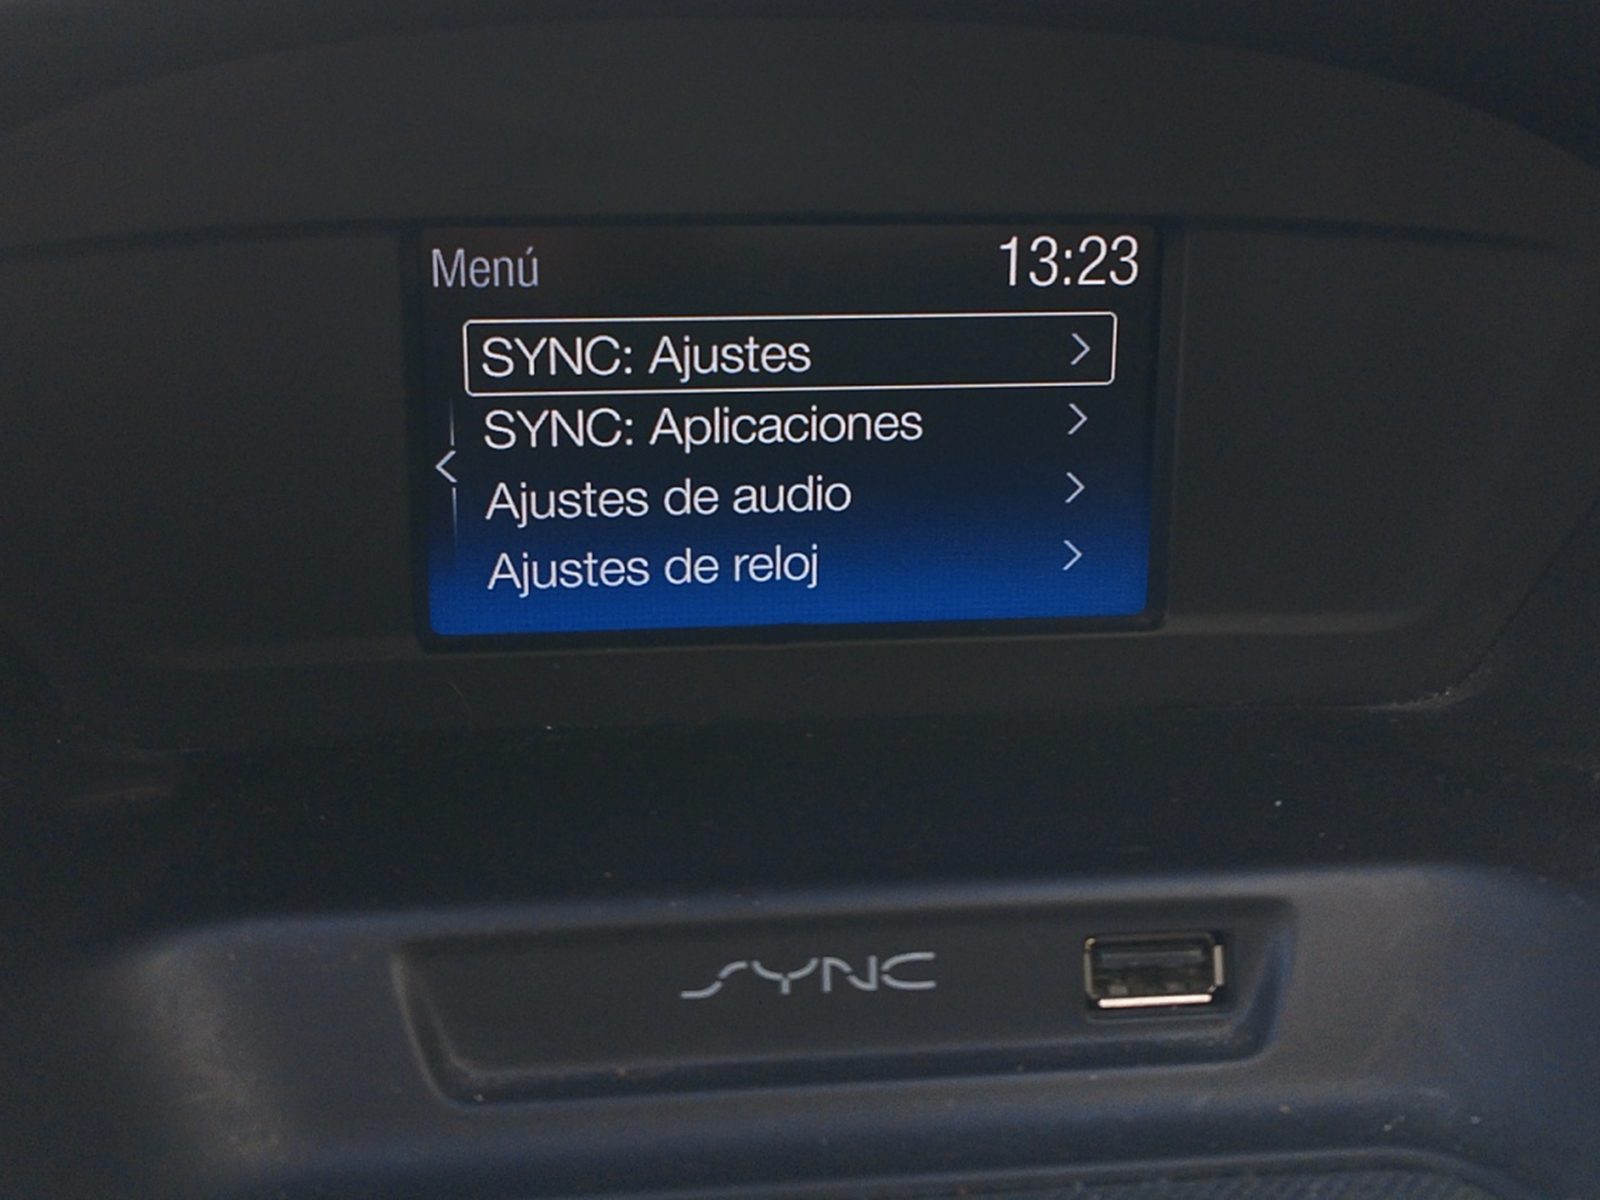 Menú 13:23
SYNC: Ajustes
SYNC: Aplicaciones
Ajustes de audio
Ajustes de reloj
SYNC